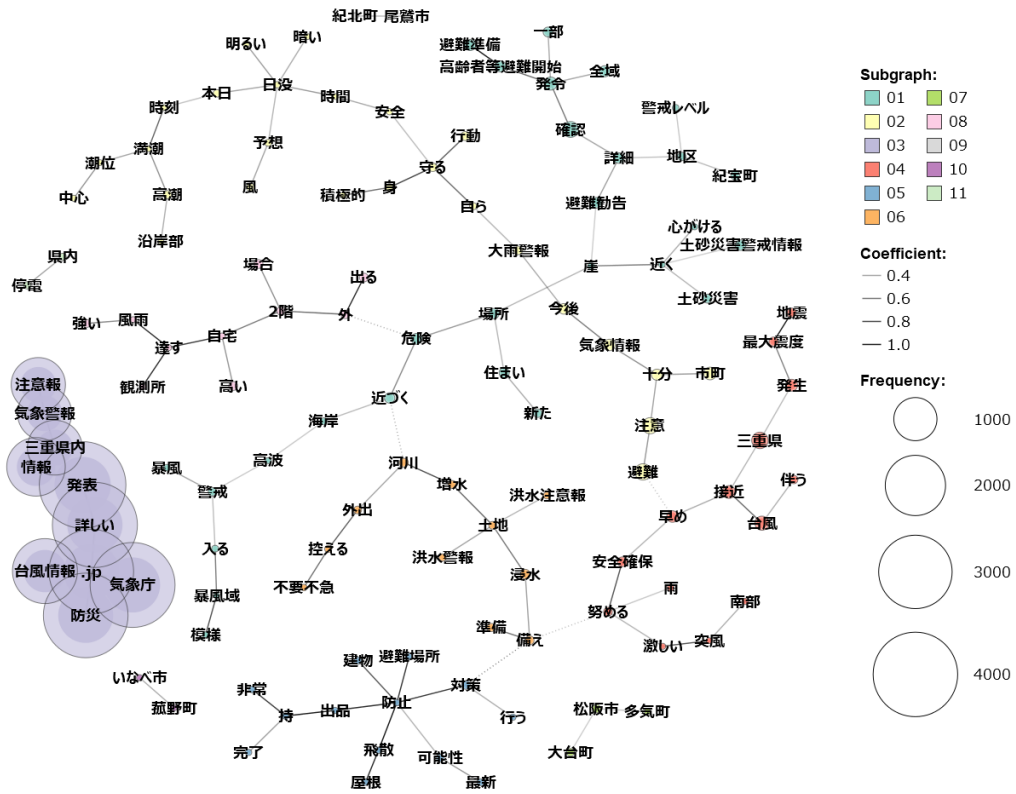 紀北町 尾鷲市
一部
明るい
暗い
避難準備
高齢者等避難開始
全域
発令
日没
本日
時間
時刻
安全
警戒レベル
確認
行動
満潮
予想
潮位
守る
詳細
地区
紀宝町
風
身
積極的
中心
高潮
自ら
避難勧告
心がける
沿岸部
大雨警報
土砂災害警戒情報
県内
停電
場合
出る
崖
近く
土砂災害
2階
外
場所
今後
地震
強い
風雨
自宅
危険
最大震度
達す
気象情報
観測所
高い
住まい
十分
市町
発生
注意報
近づく
新た
気象警報
海岸
注意
三重県
三重県内
情報
暴風
高波
河川
避難
発表
警戒
増水
洪水注意報
接近
伴う
詳しい
外出
土地
早め
台風
入る
控える
洪水警報
台風情報
.jp
気象庁
不要不急
浸水
安全確保
雨
暴風域
防災
努める
南部
模様
準備
備え
激しい
突風
いなべ市
建物
避難場所
非常
対策
菰野町
持
出品
防止
行う
松阪市
多気町
完了
飛散
可能性
大台町
屋根
最新
Subgraph:
01 07
02 08
03 09
04 10
05 11
06
Coefficient:
0.4
0.6
0.8
1.0
Frequency:
1000
2000
3000
4000